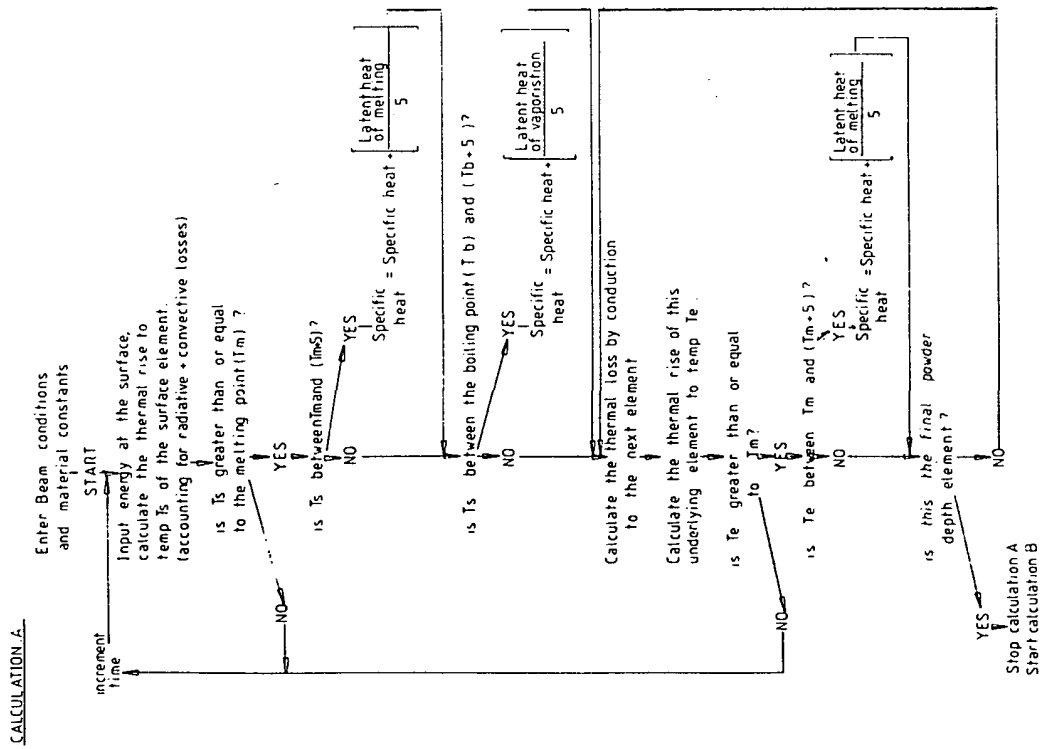 CALCULATION.A
Enter Beam conditions
and material constants
START
increment
time
Input energy at the surface,
calculate the thermal rise to
temp Ts of the surface element.
(accounting for radiative + convective losses)
is Ts greater than or equal
to the melting point (Tm) ?
NO
YES
is Ts between Tm and (Tm+5)?
YES
Specific = Specific heat +
heat
Latent heat
of melting
5
NO
is Ts between the boiling point (Tb) and (Tb+5)?
YES
Specific = Specific heat +
heat
Latent heat
of vaporistion
5
NO
Calculate the thermal loss by conduction
to the next element
Calculate the thermal rise of this
underlying element to temp Te.
is Te greater than or equal
to Tm?
NO
YES
is Te between Tm and (Tm+5)?
YES
Specific = Specific heat +
heat
Latent heat
of melting
5
NO
is this the final powder
depth element ?
YES
NO
Stop calculation A
Start calculation B